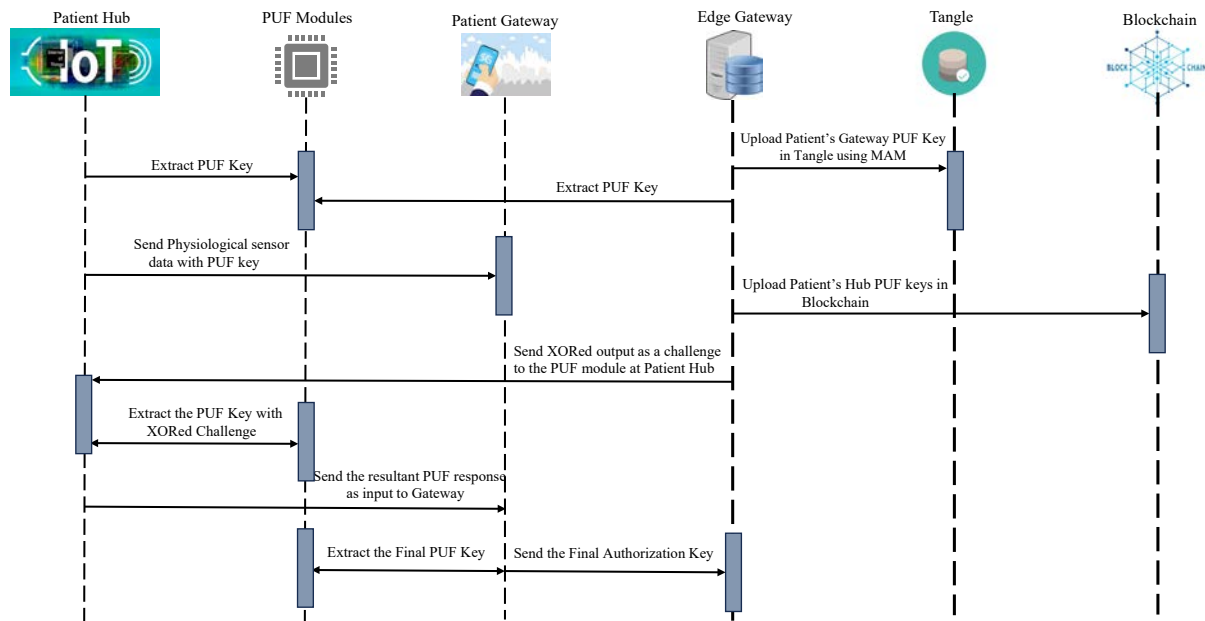 Patient Hub
PUF Modules
Patient Gateway
Edge Gateway
Tangle
Blockchain
IoT
BLOCK
CHAIN
Upload Patient's Gateway PUF Key
in Tangle using MAM
Extract PUF Key
Extract PUF Key
Send Physiological sensor
data with PUF key
Upload Patient's Hub PUF keys in
Blockchain
Send XORed output as a challenge
to the PUF module at Patient Hub
Extract the PUF Key with
XORed Challenge
Send the resultant PUF response
as input to Gateway
Extract the Final PUF Key
Send the Final Authorization Key